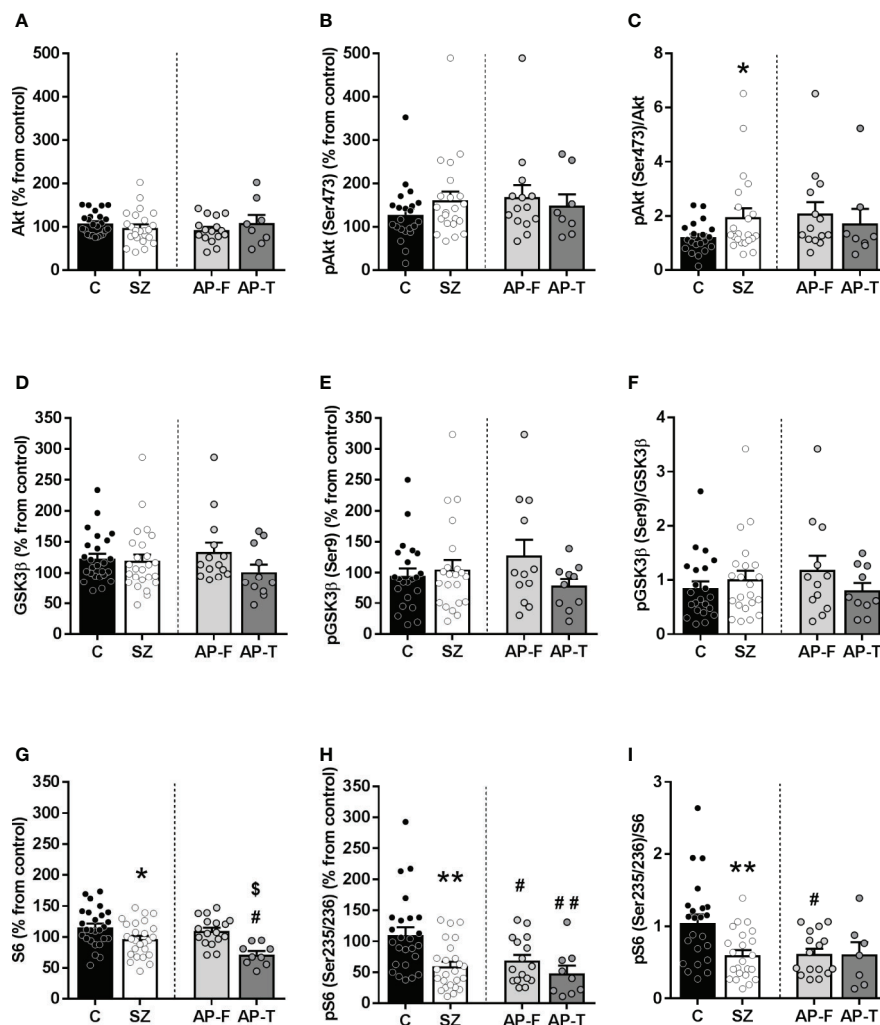 A
B
C
Akt (% from control)
500
400
300
200
100
0
C SZ AP-F AP-T
pAkt (Ser473) (% from control)
500
400
300
200
100
0
C SZ AP-F AP-T
pAkt (Ser473)/Akt
8
6
4
2
0
*
C SZ AP-F AP-T
D
E
F
GSK3β (% from control)
350
300
250
200
150
100
50
0
C SZ AP-F AP-T
pGSK3β (Ser9) (% from control)
350
300
250
200
150
100
50
0
C SZ AP-F AP-T
pGSK3β (Ser9)/GSK3β
4
3
2
1
0
C SZ AP-F AP-T
G
H
I
S6 (% from control)
350
300
250
200
150
100
50
0
*
$
#
C SZ AP-F AP-T
pS6 (Ser235/236) (% from control)
350
300
250
200
150
100
50
0
**
#
##
C SZ AP-F AP-T
pS6 (Ser235/236)/S6
3
2
1
0
**
#
C SZ AP-F AP-T